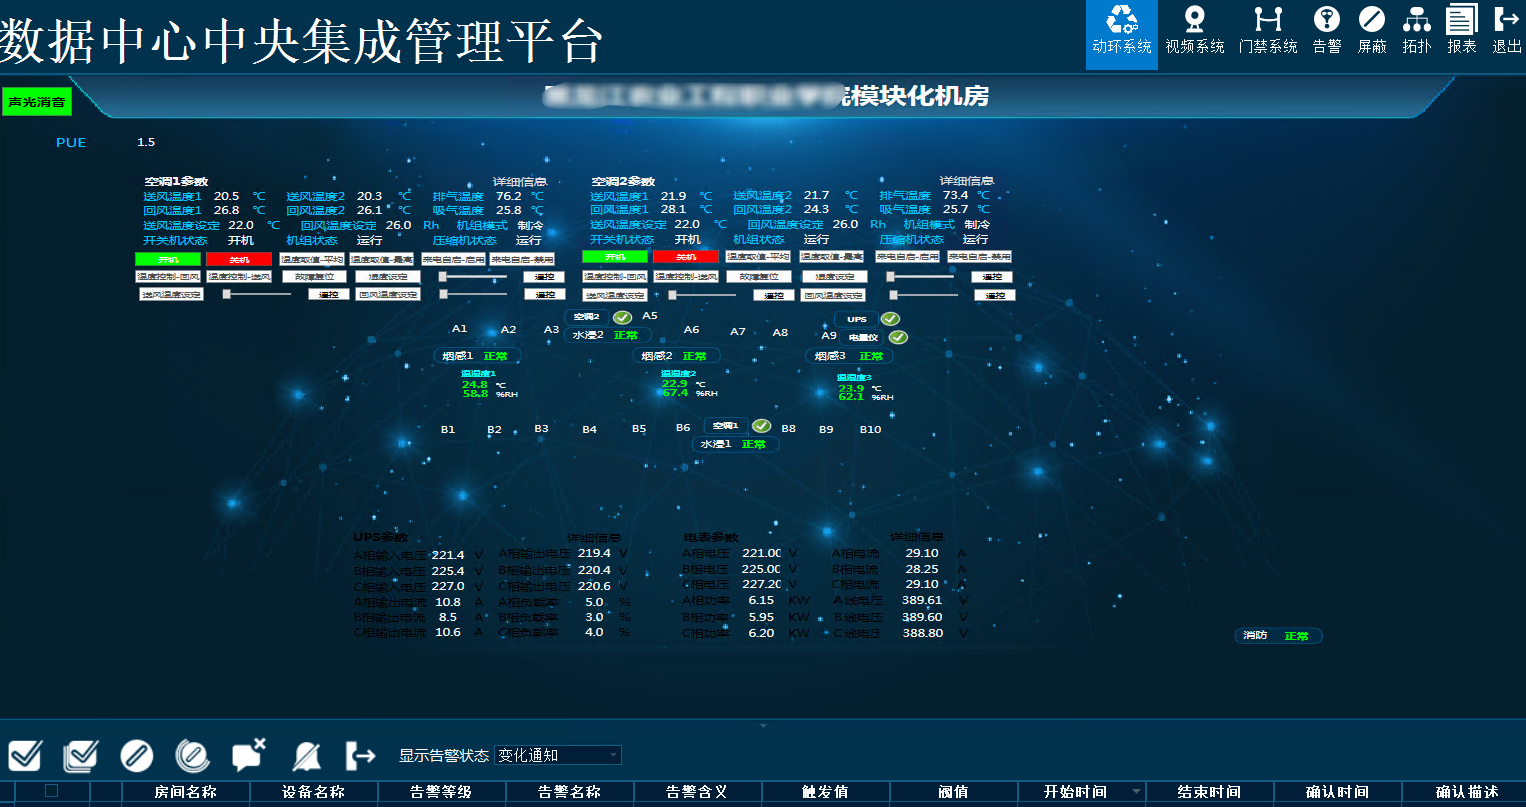 数据中心中央集成管理平台
动环系统 视频系统 门禁系统 告警 屏蔽 拓扑 报表 退出
声光消音
模块化机房
PUE 1.5
空调1参数 详细信息 空调2参数 详细信息
送风温度1 20.5 ℃ 送风温度2 20.3 ℃ 排气温度 76.2 ℃ 送风温度1 21.9 ℃ 送风温度2 21.7 ℃ 排气温度 73.4 ℃
回风温度1 26.8 ℃ 回风温度2 26.1 ℃ 吸气温度 25.8 ℃ 回风温度1 28.1 ℃ 回风温度2 24.3 ℃ 吸气温度 25.7 ℃
送风温度设定 22.0 ℃ 回风温度设定 26.0 Rh 机组模式 制冷 送风温度设定 22.0 ℃ 回风温度设定 26.0 Rh 机组模式 制冷
开关机状态 开机 机组状态 运行 压缩机状态 运行 开关机状态 开机 机组状态 运行 压缩机状态 运行
开机 关机 温度取值-平均 温度取值-最高 来电自启-启用 来电自启-禁用 开机 关机 温度取值-平均 温度取值-最高 来电自启-启用 来电自启-禁用
温度控制-回风 温度控制-送风 故障复位 湿度设定 遥控 温度控制-回风 温度控制-送风 故障复位 湿度设定 遥控
送风温度设定 遥控 回风温度设定 遥控 送风温度设定 遥控 回风温度设定 遥控
空调2 A5 UPS
A1 A2 A3 水浸2 正常 A6 A7 A8 A9 电量仪
烟感1 正常 烟感2 正常 烟感3 正常
温湿度1 温湿度2 温湿度3
24.8 ℃ 22.9 ℃ 23.9 ℃
58.8 %RH 67.4 %RH 62.1 %RH
B1 B2 B3 B4 B5 B6 空调1 B8 B9 B10
水浸1 正常
UPS参数 详细信息 电表参数 详细信息
A相输入电压 221.4 V A相输出电压 219.4 V A相电压 221.00 V A相电流 29.10 A
B相输入电压 225.4 V B相输出电压 220.4 V B相电压 225.00 V B相电流 28.25 A
C相输入电压 227.0 V C相输出电压 220.6 V C相电压 227.20 V C相电流 29.10 A
A相输出电流 10.8 A A相负载率 5.0 % A相功率 6.15 KW A线电压 389.61 V
B相输出电流 8.5 A B相负载率 3.0 % B相功率 5.95 KW B线电压 389.60 V
C相输出电流 10.6 A C相负载率 4.0 % C相功率 6.20 KW C线电压 388.80 V
消防 正常
显示告警状态 变化通知
房间名称 设备名称 告警等级 告警名称 告警含义 触发值 阈值 开始时间 结束时间 确认时间 确认描述